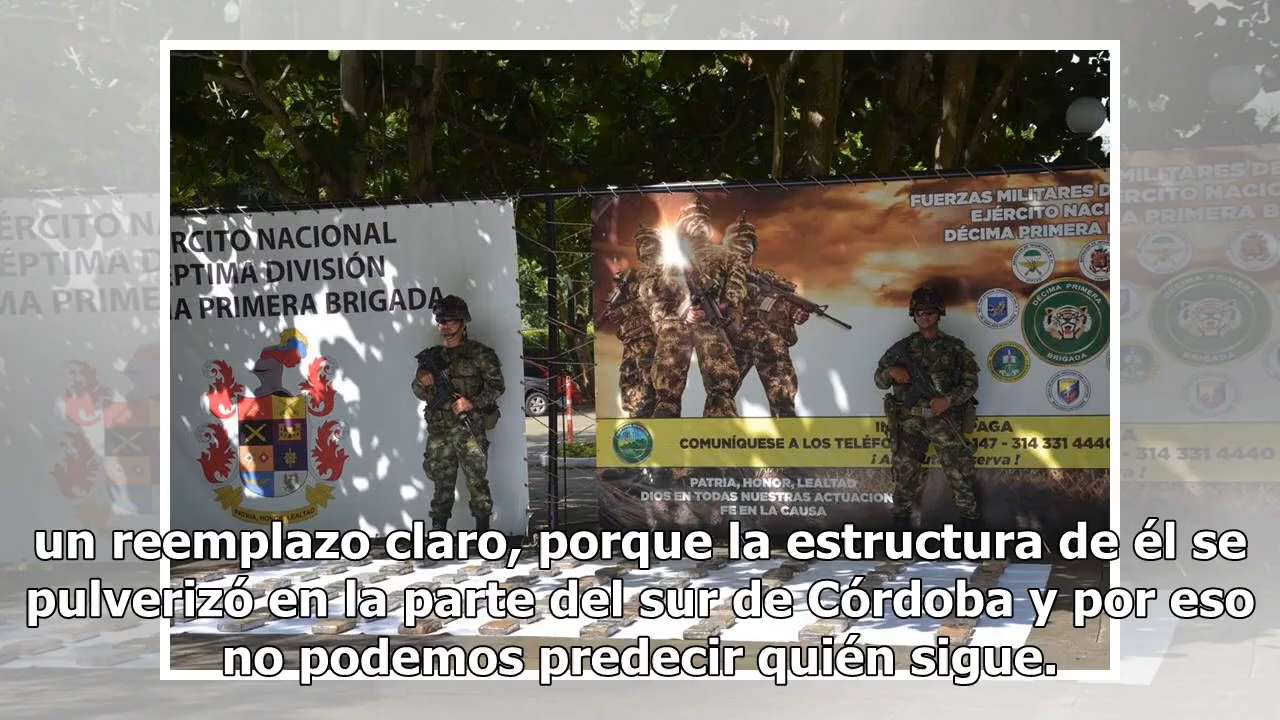 RCITO NACIONAL
ÉPTIMA DIVISIÓN
A PRIMERA BRIGADA
PATRIA, HONOR, LEALTAD
FUERZAS MILITARES D
EJÉRCITO NACI
DÉCIMA PRIMERA
DÉCIMA PRIMERA
BRIGADA
PAGA
COMUNÍQUESE A LOS TELÉFO 147 - 314 331 4440
¡ A erva !
PATRIA, HONOR, LEALTAD
DIOS EN TODAS NUESTRAS ACTUACION
FE EN LA CAUSA
un reemplazo claro, porque la estructura de él se
pulverizó en la parte del sur de Córdoba y por eso
no podemos predecir quién sigue.